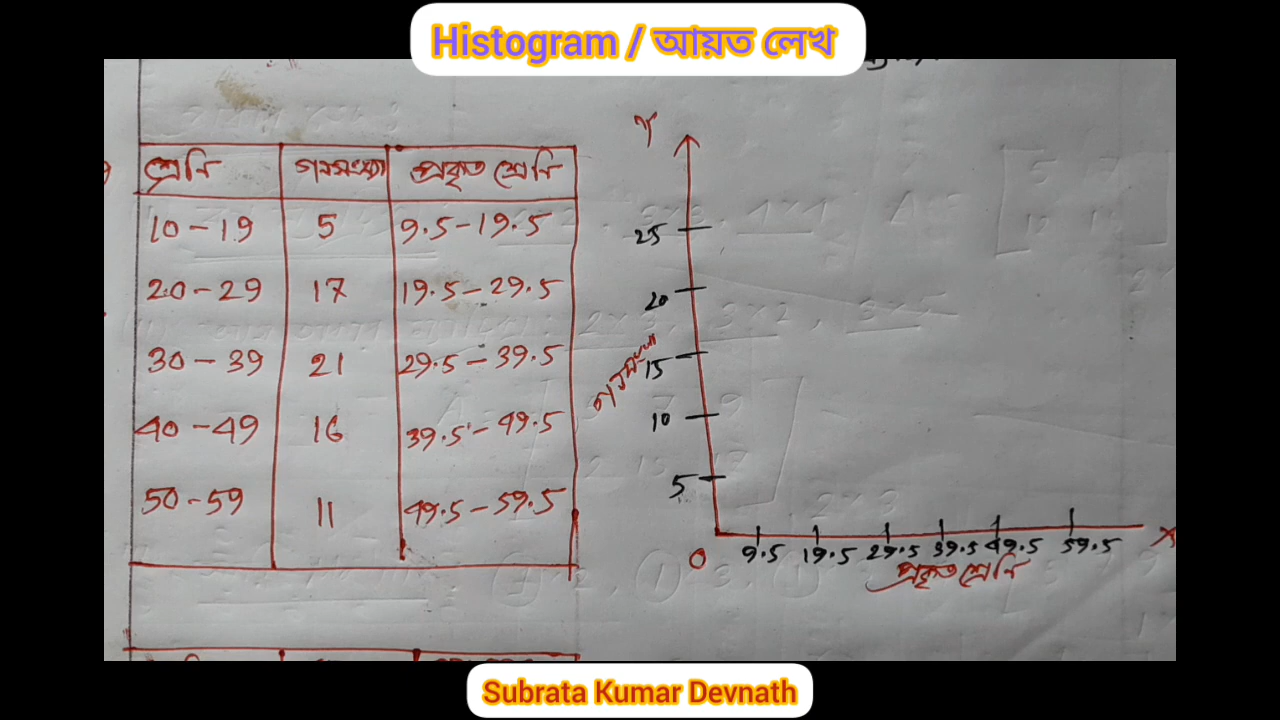 Histogram / আয়ত লেখ
শ্রেনি গনসংখ্যা প্রকৃত শ্রেনি
10-19 5 9.5-19.5
20-29 17 19.5-29.5
30-39 21 29.5-39.5
40-49 16 39.5-49.5
50-59 11 49.5-59.5
Y
25
20
15
10
5
গনসংখ্যা
O
9.5 19.5 29.5 39.5 49.5 59.5
X
প্রকৃত শ্রেনি
Subrata Kumar Devnath